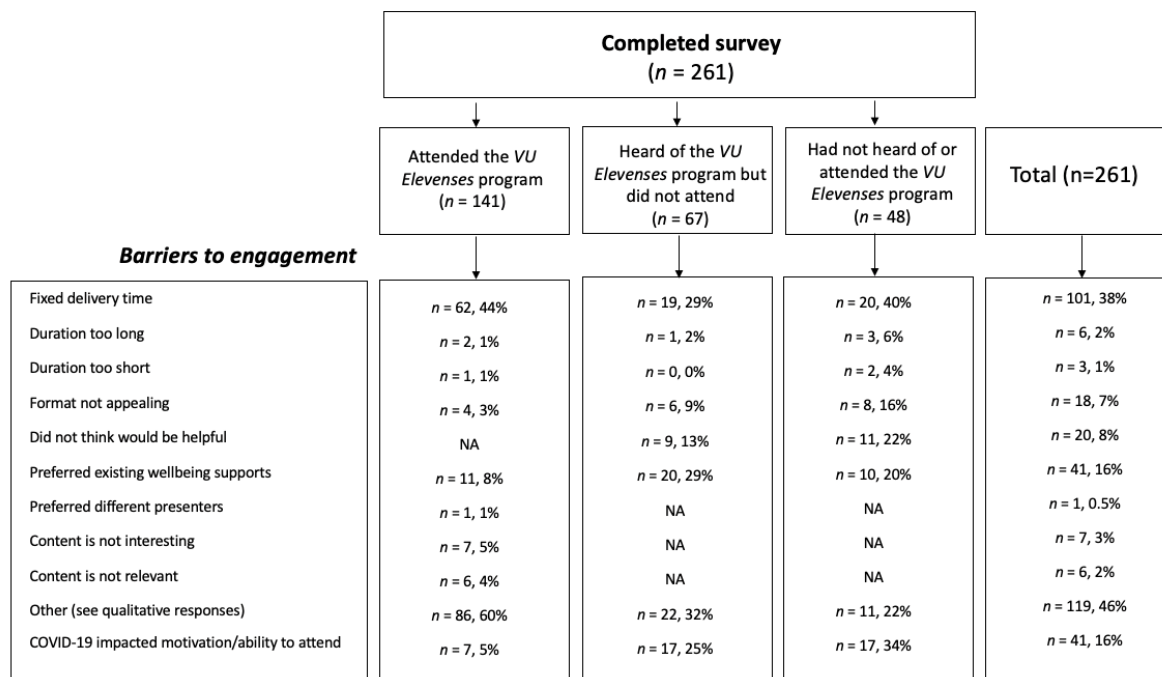 Completed survey
(n = 261)
Attended the VU
Elevenses program
(n = 141)
Heard of the VU
Elevenses program but
did not attend
(n = 67)
Had not heard of or
attended the VU
Elevenses program
(n = 48)
Total (n=261)
Barriers to engagement
Fixed delivery time n = 62, 44% n = 19, 29% n = 20, 40% n = 101, 38%
Duration too long n = 2, 1% n = 1, 2% n = 3, 6% n = 6, 2%
Duration too short n = 1, 1% n = 0, 0% n = 2, 4% n = 3, 1%
Format not appealing n = 4, 3% n = 6, 9% n = 8, 16% n = 18, 7%
Did not think would be helpful NA n = 9, 13% n = 11, 22% n = 20, 8%
Preferred existing wellbeing supports n = 11, 8% n = 20, 29% n = 10, 20% n = 41, 16%
Preferred different presenters n = 1, 1% NA NA n = 1, 0.5%
Content is not interesting n = 7, 5% NA NA n = 7, 3%
Content is not relevant n = 6, 4% NA NA n = 6, 2%
Other (see qualitative responses) n = 86, 60% n = 22, 32% n = 11, 22% n = 119, 46%
COVID-19 impacted motivation/ability to attend n = 7, 5% n = 17, 25% n = 17, 34% n = 41, 16%